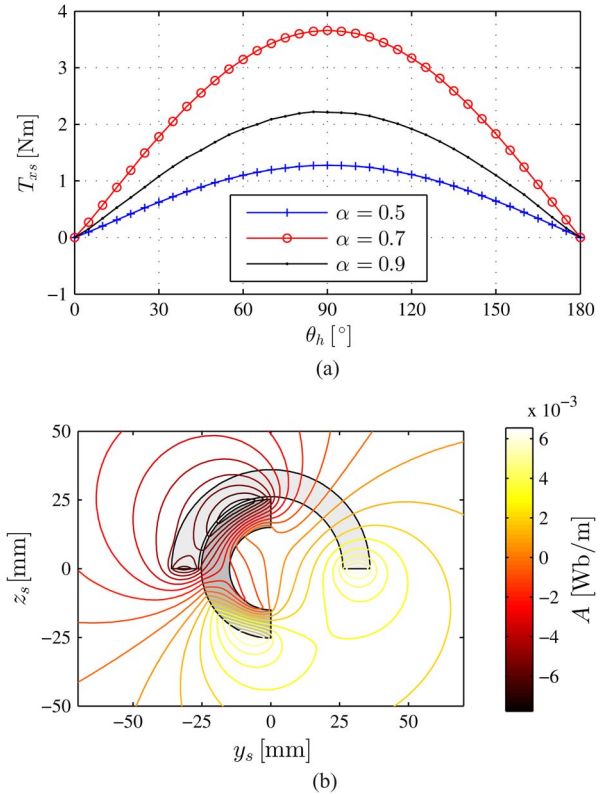 4
3
2
1
0
−1
T_xs [Nm]
α = 0.5
α = 0.7
α = 0.9
0 30 60 90 120 150 180
θ_h [°]
(a)
x 10⁻³
50
25
0
−25
−50
z_s [mm]
−50 −25 0 25 50
y_s [mm]
6
4
2
0
−2
−4
−6
A [Wb/m]
(b)